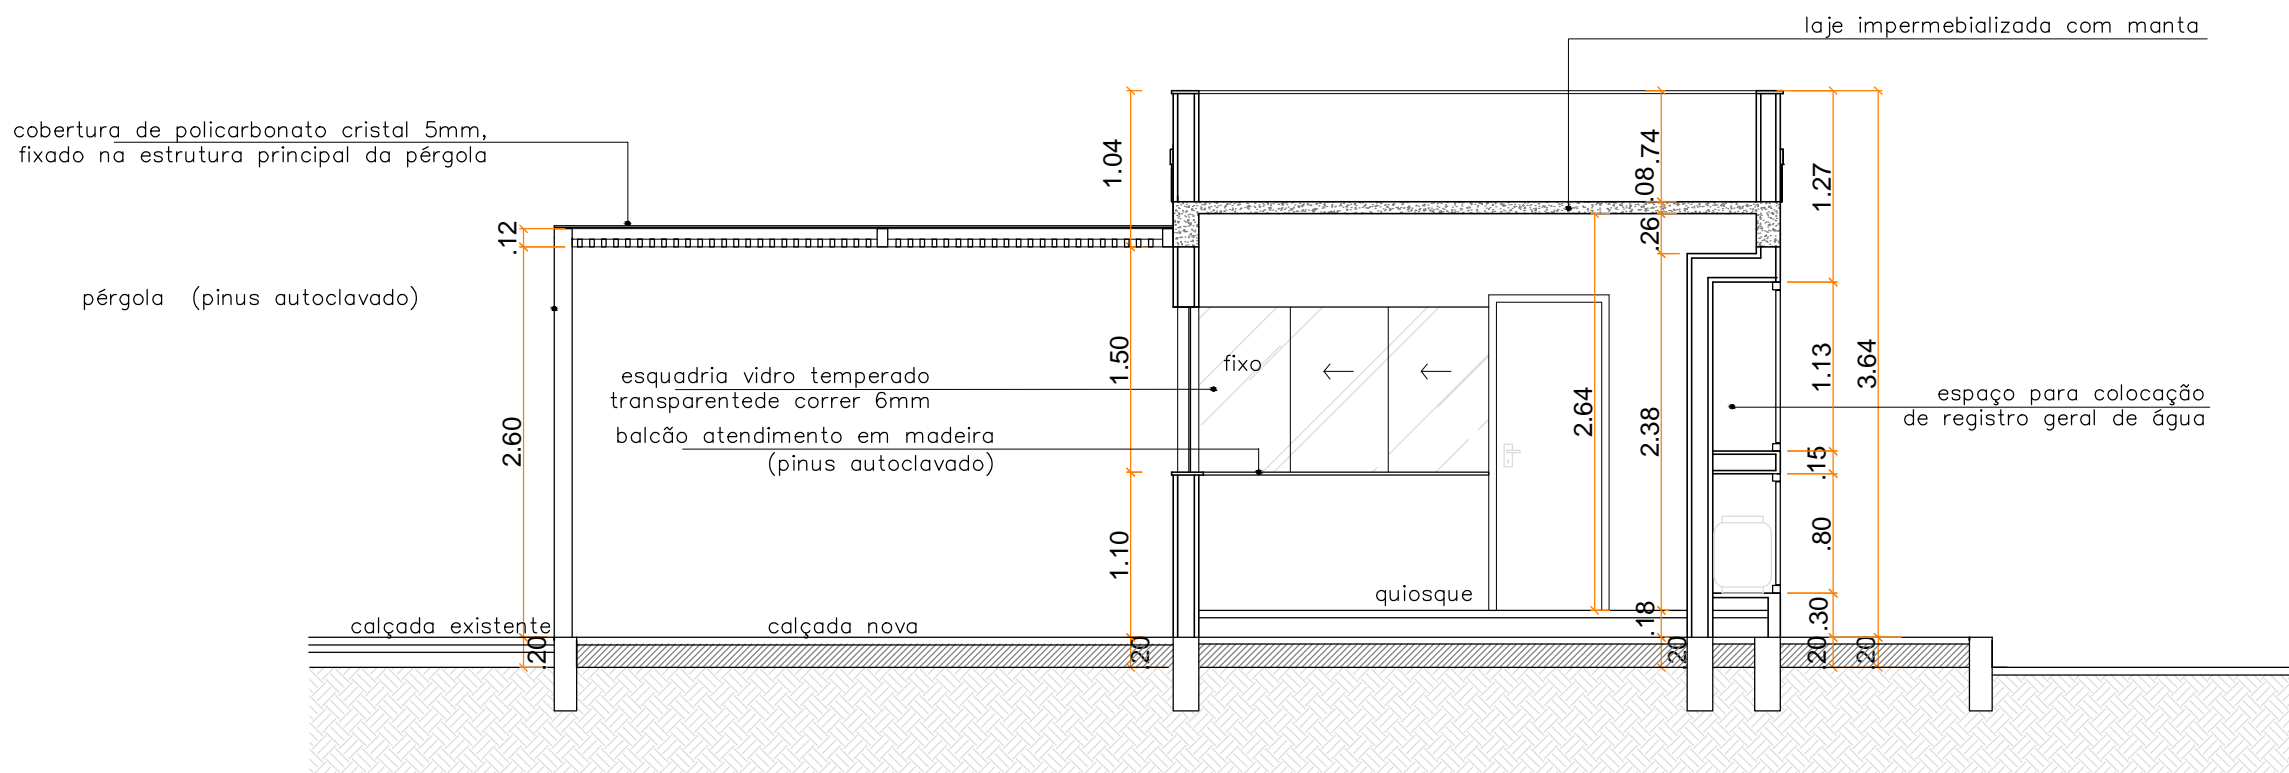 laje impermebializada com manta
cobertura de policarbonato cristal 5mm,
fixado na estrutura principal da pérgola
1.04
.74
.08
1.27
.12
.26
pérgola  (pinus autoclavado)
fixo
1.50
esquadria vidro temperado
transparentede correr 6mm
1.13
3.64
2.64
2.38
2.60
espaço para colocação
de registro geral de água
balcão atendimento em madeira
(pinus autoclavado)
.15
1.10
.80
quiosque
.18
.30
calçada existente
calçada nova
.20
.20
.20
.20
.20